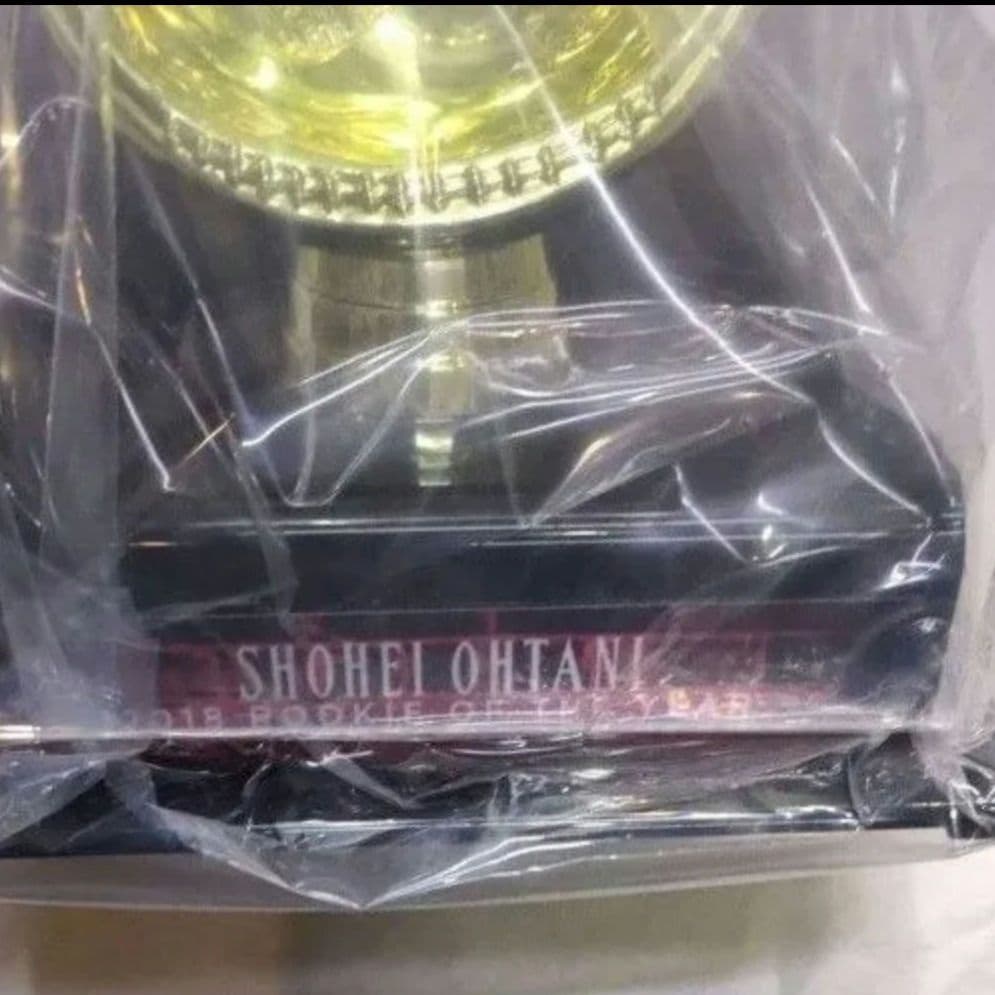 SHOHEI OHTANI
2018 ROOKIE OF THE YEAR